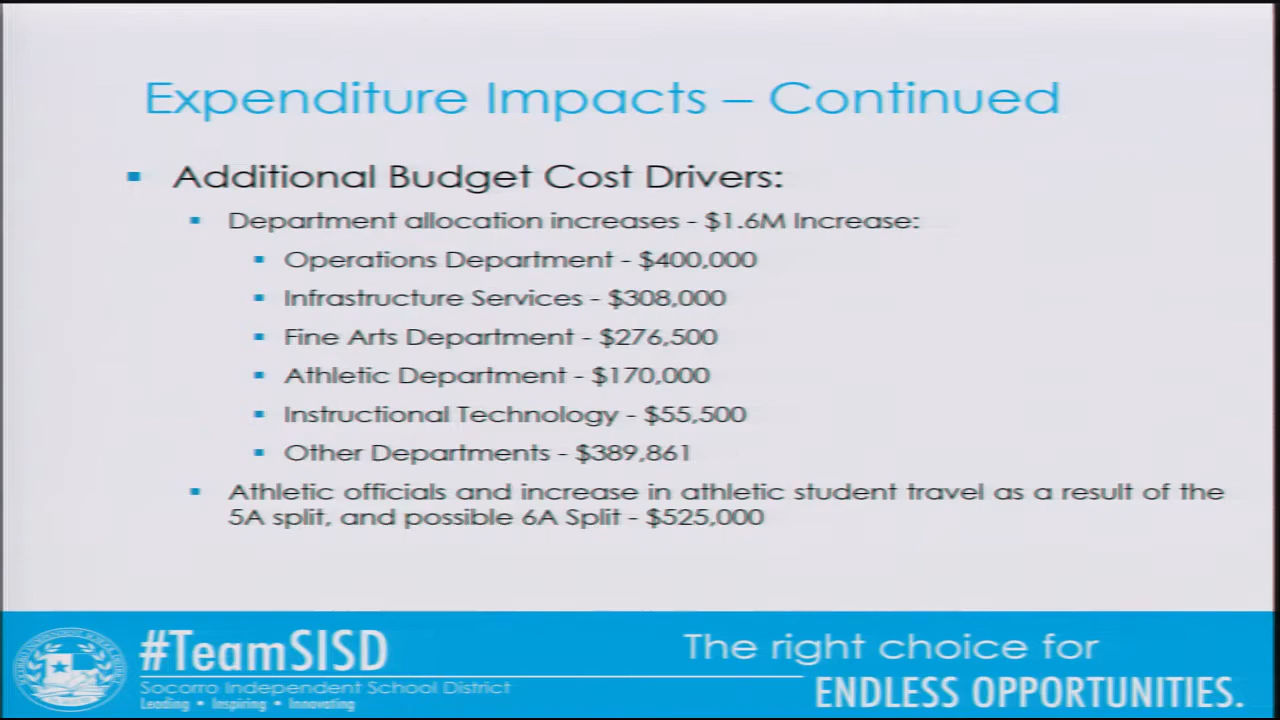 Expenditure Impacts – Continued
Additional Budget Cost Drivers:
Department allocation increases - $1.6M Increase:
Operations Department - $400,000
Infrastructure Services - $308,000
Fine Arts Department - $276,500
Athletic Department - $170,000
Instructional Technology - $55,500
Other Departments - $389,861
Athletic officials and increase in athletic student travel as a result of the
5A split, and possible 6A Split - $525,000
#TeamSISD
Socorro Independent School District
Leading • Inspiring • Innovating
The right choice for
ENDLESS OPPORTUNITIES.